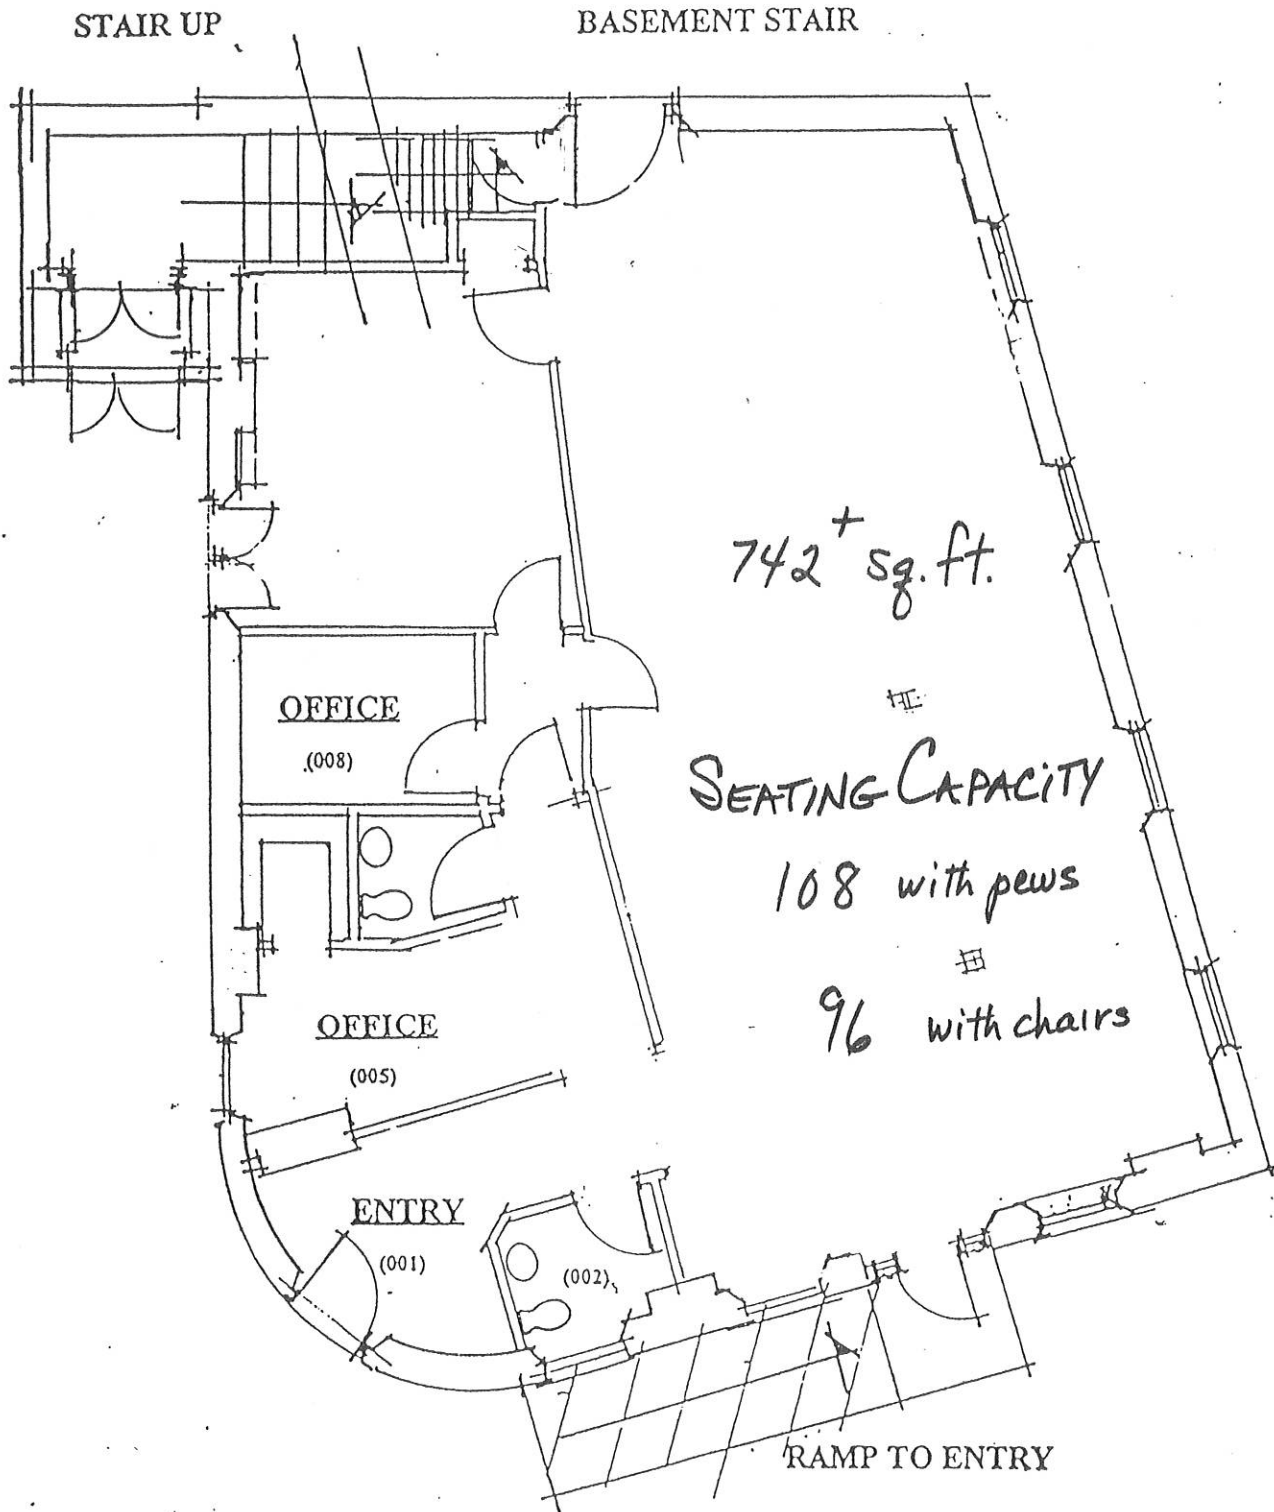 STAIR UP
BASEMENT STAIR
742+ sq. ft.
OFFICE
(008)
SEATING CAPACITY
108 with pews
96 with chairs
OFFICE
(005)
ENTRY
(001)
(002)
RAMP TO ENTRY